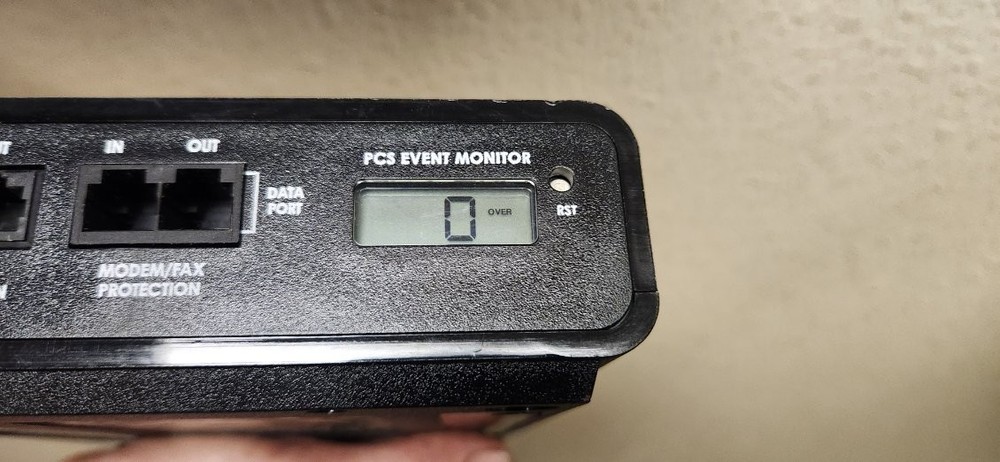 IN OUT
PCS EVENT MONITOR
DATA
PORT
0 OVER
RST
MODEM/FAX
PROTECTION